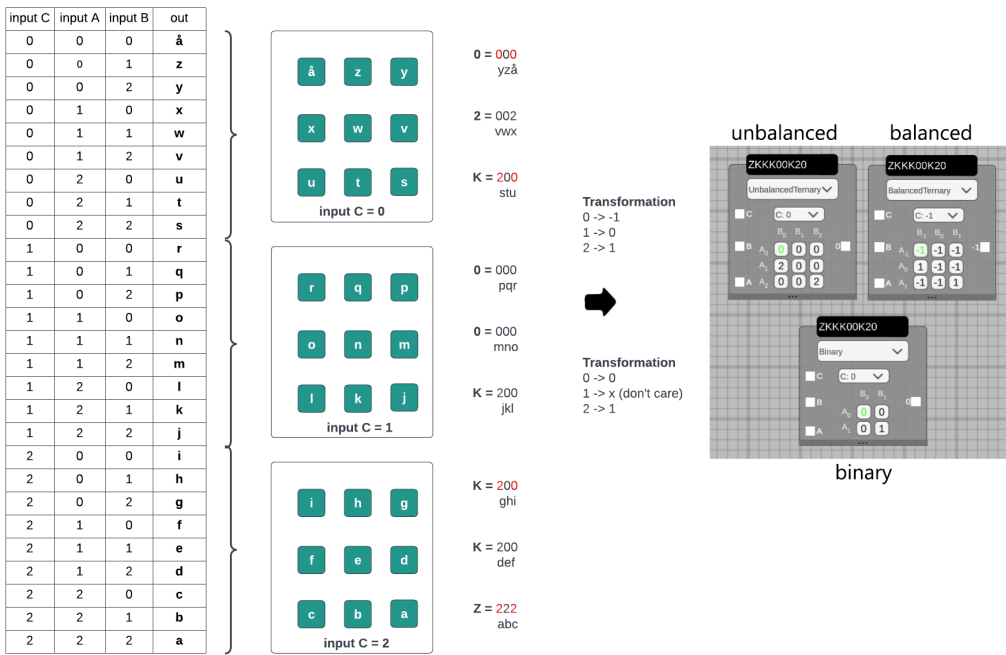 input C input A input B out
0 0 0 å
0 0 1 z
0 0 2 y
0 1 0 x
0 1 1 w
0 1 2 v
0 2 0 u
0 2 1 t
0 2 2 s
1 0 0 r
1 0 1 q
1 0 2 p
1 1 0 o
1 1 1 n
1 1 2 m
1 2 0 l
1 2 1 k
1 2 2 j
2 0 0 i
2 0 1 h
2 0 2 g
2 1 0 f
2 1 1 e
2 1 2 d
2 2 0 c
2 2 1 b
2 2 2 a
å z y
x w v
u t s
input C = 0
r q p
o n m
l k j
input C = 1
i h g
f e d
c b a
input C = 2
0 = 000
yzå
2 = 002
vwx
K = 200
stu
0 = 000
pqr
0 = 000
mno
K = 200
jkl
K = 200
ghi
K = 200
def
Z = 222
abc
Transformation
0 -> -1
1 -> 0
2 -> 1
Transformation
0 -> 0
1 -> x (don't care)
2 -> 1
unbalanced
ZKKK00K20
UnbalancedTernary
C C: 0
B₀ B₁ B₂
B A₀ 0 0 0 0
A₁ 2 0 0
A A₂ 0 0 2
...
balanced
ZKKK00K20
BalancedTernary
C C: -1
B₋₁ B₀ B₁
B A₋₁ -1 -1 -1 -1
A₀ 1 -1 -1
A A₁ -1 -1 1
...
ZKKK00K20
Binary
C C: 0
B₀ B₁
B A₀ 0 0 0
A A₁ 0 1
...
binary